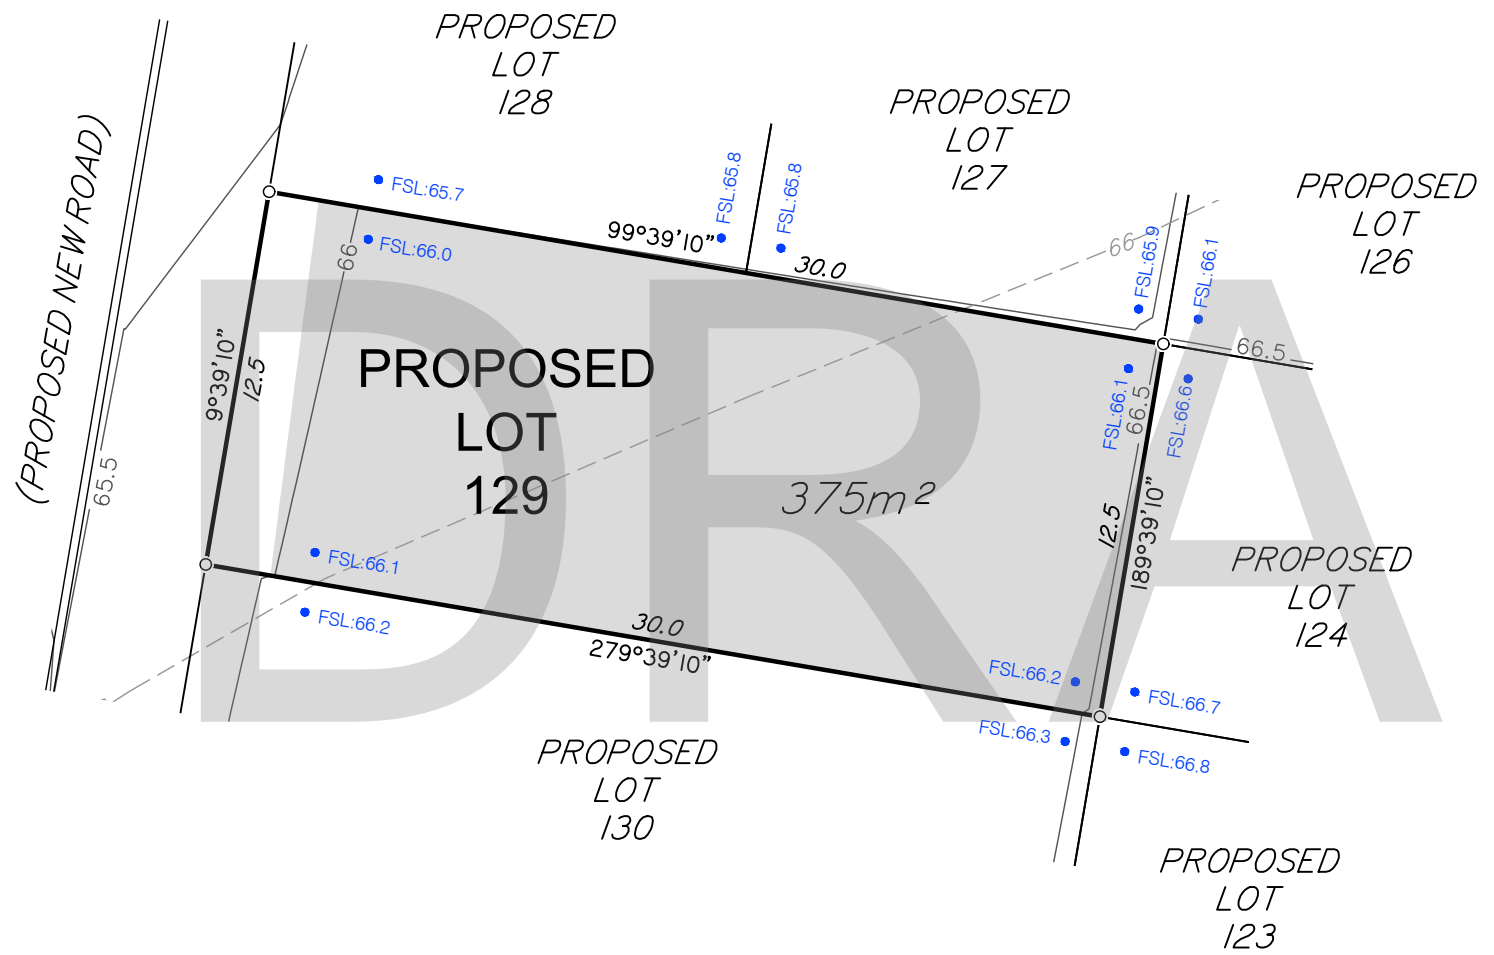 PROPOSED
LOT
128
PROPOSED
LOT
127
PROPOSED
LOT
126
(PROPOSED NEW ROAD)
FSL:65.7
FSL:66.0
66
99°39'10"
FSL:65.8
FSL:65.8
30.0
66
FSL:65.9
FSL:66.1
66.5
9°39'10"
12.5
PROPOSED
LOT
129
375m²
FSL:66.1
66.5
FSL:66.6
65.5
12.5
189°39'10"
PROPOSED
LOT
124
FSL:66.1
FSL:66.2
30.0
279°39'10"
FSL:66.2
FSL:66.7
FSL:66.3
FSL:66.8
PROPOSED
LOT
130
PROPOSED
LOT
123
DRA